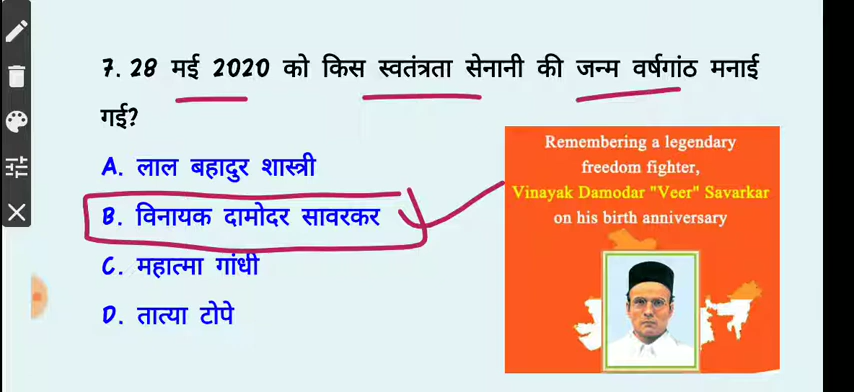 7. 28 मई 2020 को किस स्वतंत्रता सेनानी की जन्म वर्षगांठ मनाई
गई?
A. लाल बहादुर शास्त्री
B. विनायक दामोदर सावरकर
C. महात्मा गांधी
D. तात्या टोपे
Remembering a legendary
freedom fighter,
Vinayak Damodar "Veer" Savarkar
on his birth anniversary